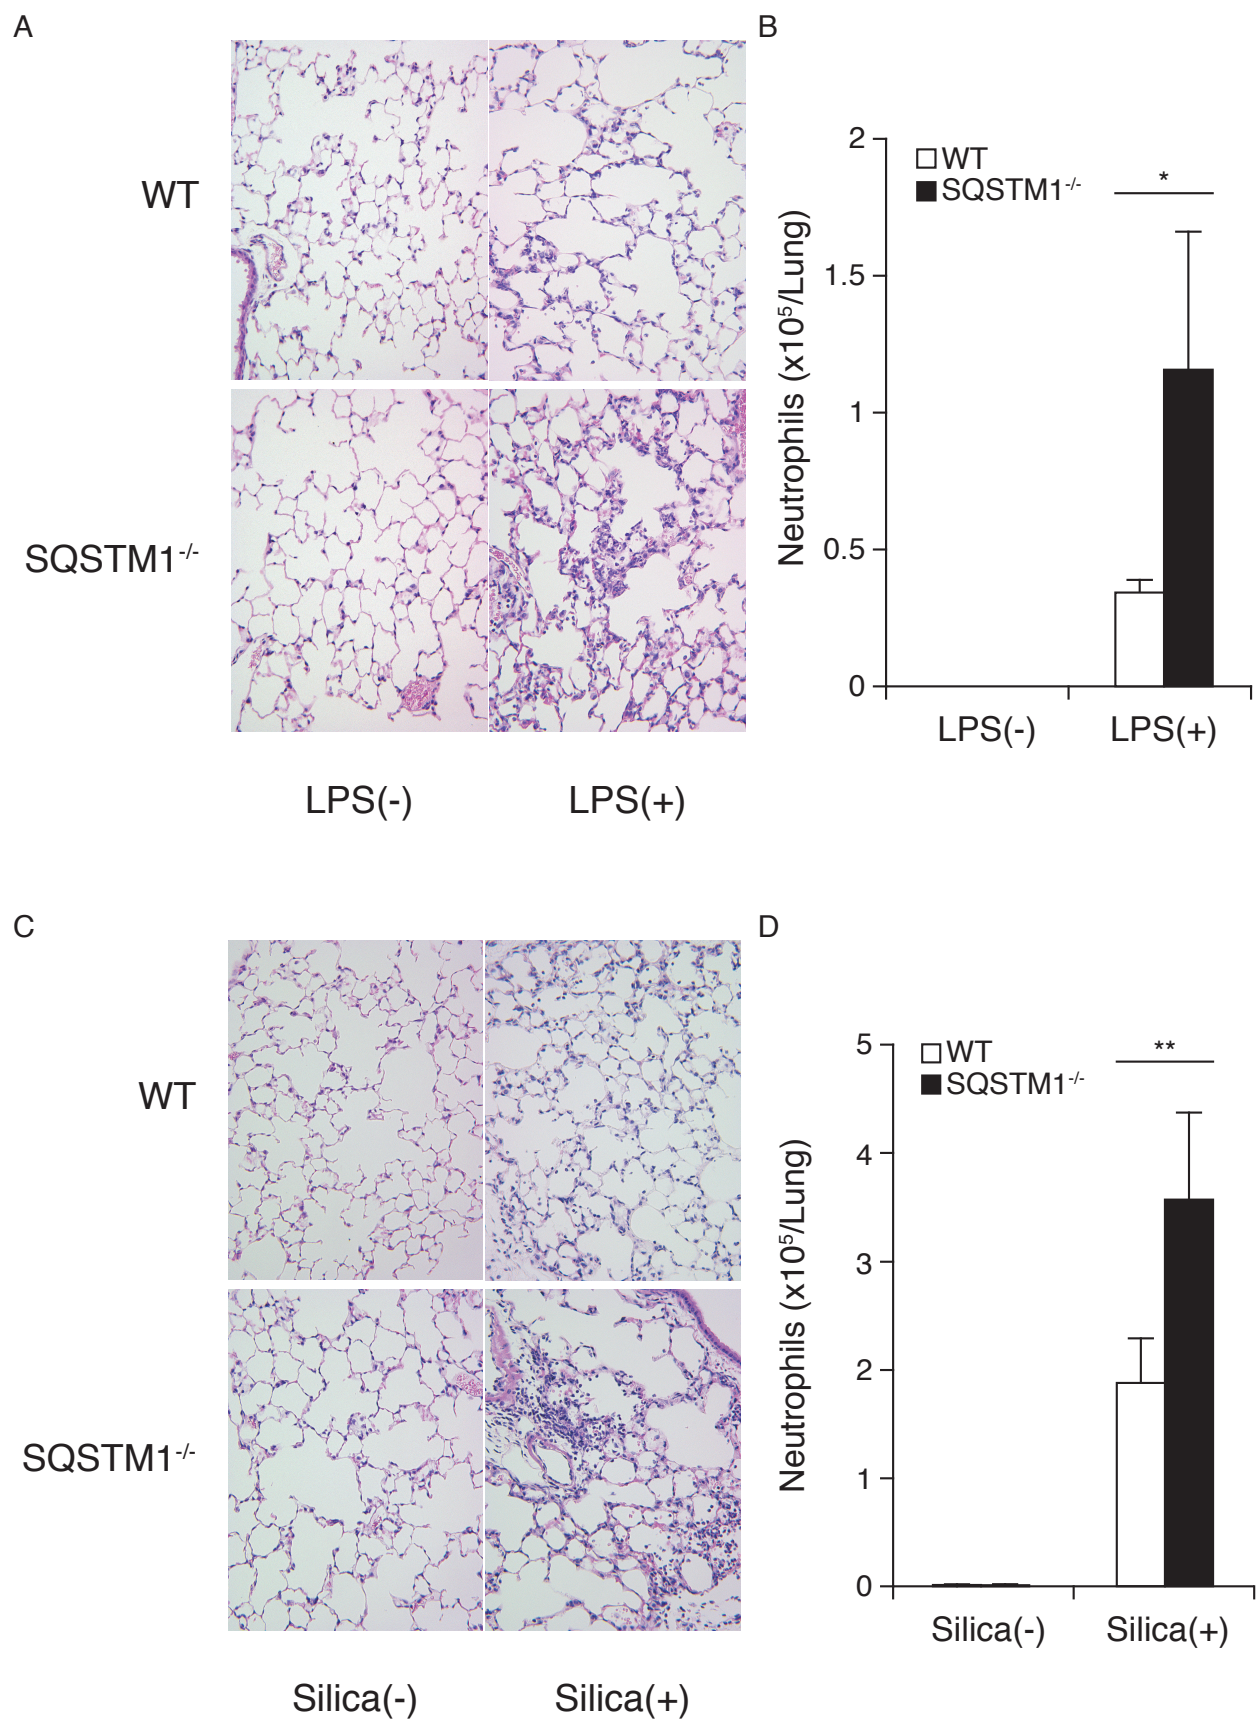 A
WT
SQSTM1-/-
LPS(-) LPS(+)
B
Neutrophils (x10⁵/Lung)
2
1.5
1
0.5
0
WT
SQSTM1-/-
*
LPS(-) LPS(+)
C
WT
SQSTM1-/-
Silica(-) Silica(+)
D
Neutrophils (x10⁵/Lung)
5
4
3
2
1
0
WT
SQSTM1-/-
**
Silica(-) Silica(+)